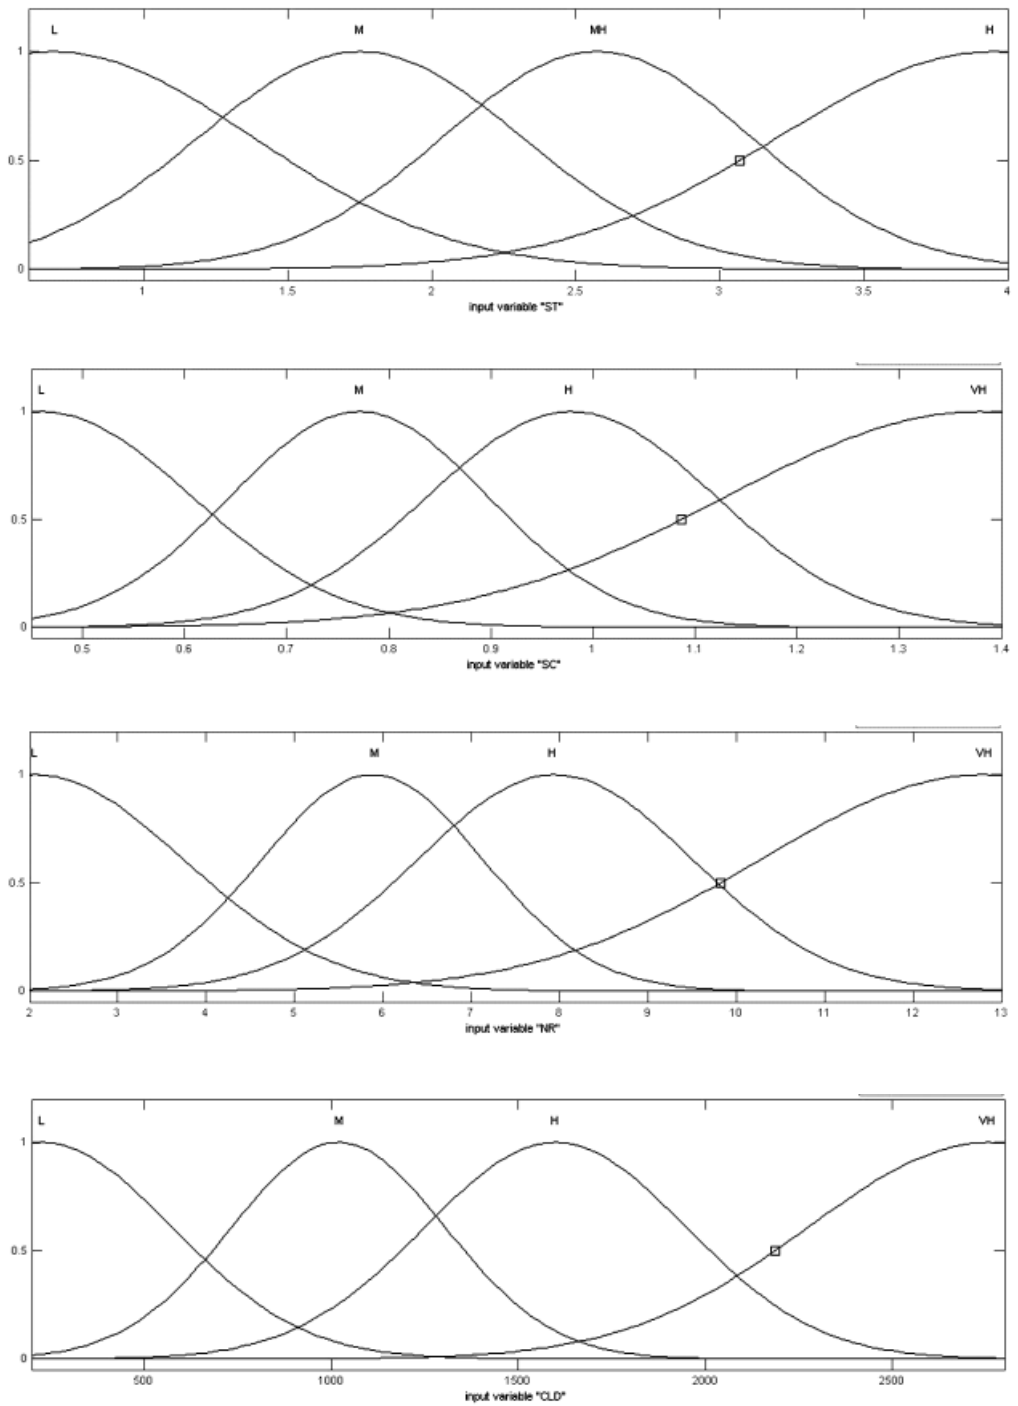 L M MH H
1
0.5
0
1 1.5 2 2.5 3 3.5 4
input variable "ST"
L M H VH
1
0.5
0
0.5 0.6 0.7 0.8 0.9 1 1.1 1.2 1.3 1.4
input variable "SC"
L M H VH
1
0.5
0
2 3 4 5 6 7 8 9 10 11 12 13
input variable "NR"
L M H VH
1
0.5
0
500 1000 1500 2000 2500
input variable "CLD"